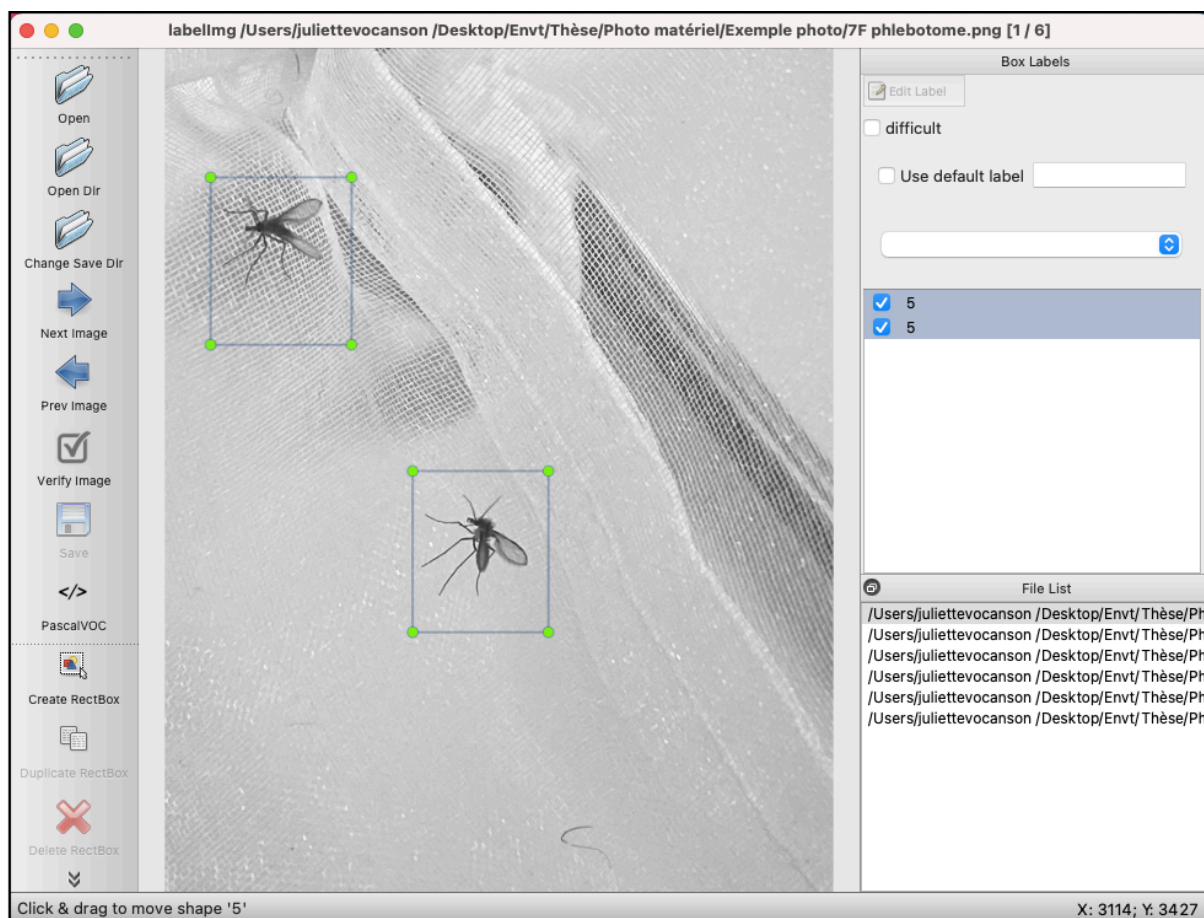 labelImg /Users/juliettevocanson /Desktop/Envt/Thèse/Photo matériel/Exemple photo/7F phlebotome.png [1 / 6]
Open
Open Dir
Change Save Dir
Next Image
Prev Image
Verify Image
Save
</>
PascalVOC
Create RectBox
Duplicate RectBox
Delete RectBox
Box Labels
Edit Label
difficult
Use default label
5
5
File List
/Users/juliettevocanson /Desktop/Envt/Thèse/Ph
/Users/juliettevocanson /Desktop/Envt/Thèse/Ph
/Users/juliettevocanson /Desktop/Envt/Thèse/Ph
/Users/juliettevocanson /Desktop/Envt/Thèse/Ph
/Users/juliettevocanson /Desktop/Envt/Thèse/Ph
/Users/juliettevocanson /Desktop/Envt/Thèse/Ph
Click & drag to move shape '5'
X: 3114; Y: 3427